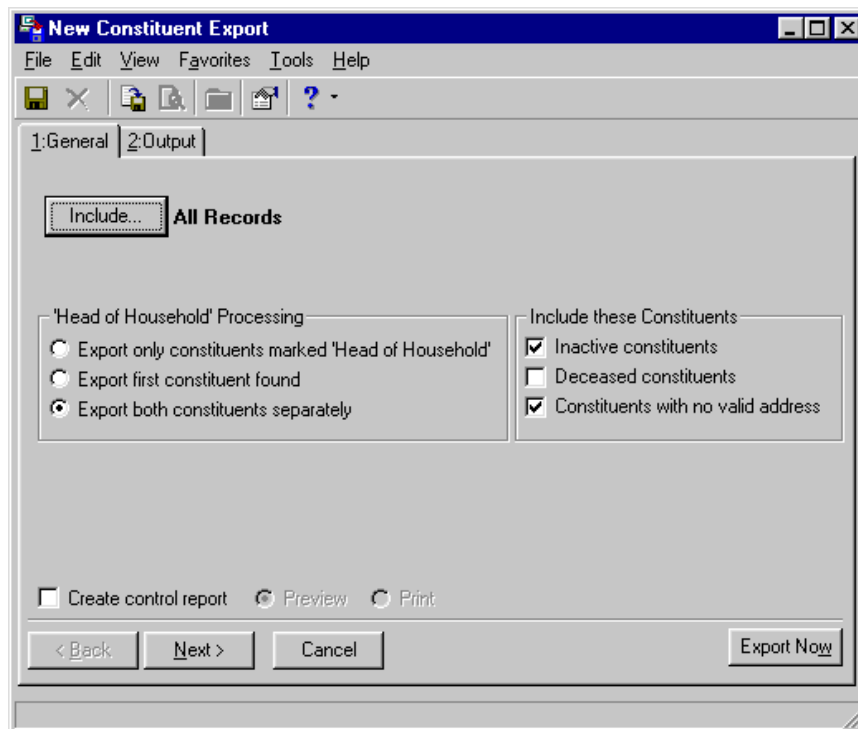 New Constituent Export
File Edit View Favorites Tools Help
?
1:General 2:Output
Include... All Records
'Head of Household' Processing
Export only constituents marked 'Head of Household'
Export first constituent found
Export both constituents separately
Include these Constituents
Inactive constituents
Deceased constituents
Constituents with no valid address
Create control report Preview Print
< Back Next > Cancel Export Now